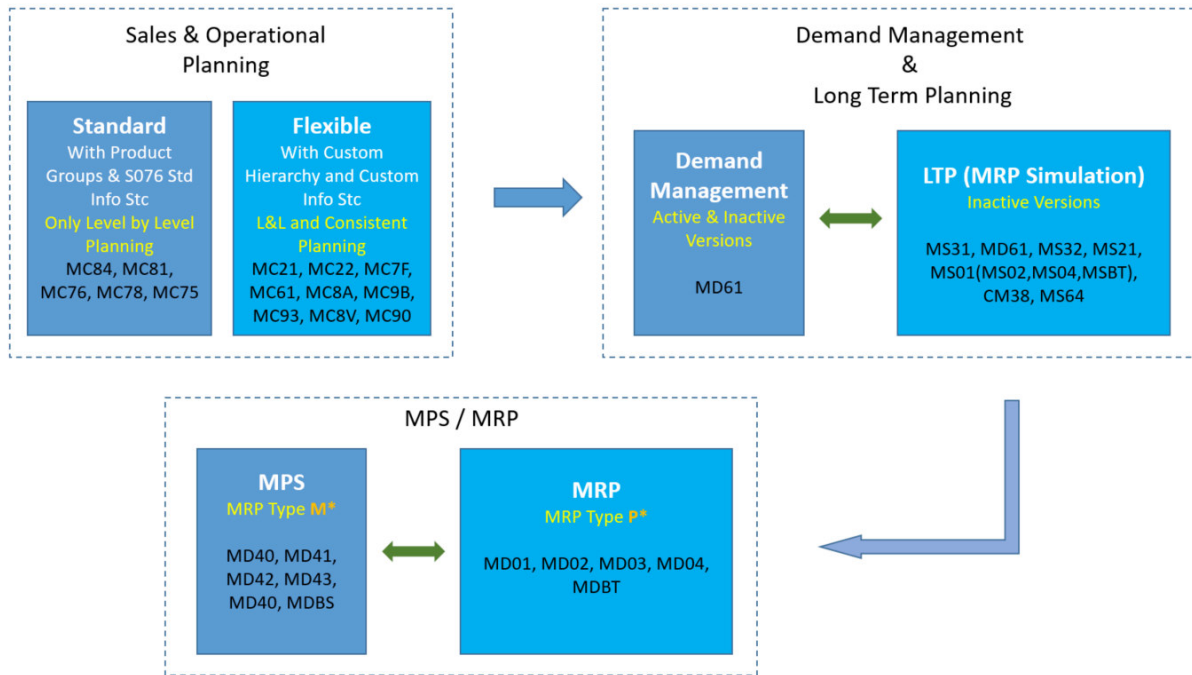 Sales & Operational
Planning
Standard
With Product
Groups & S076 Std
Info Stc
Only Level by Level
Planning
MC84, MC81,
MC76, MC78, MC75
Flexible
With Custom
Hierarchy and Custom
Info Stc
L&L and Consistent
Planning
MC21, MC22, MC7F,
MC61, MC8A, MC9B,
MC93, MC8V, MC90
Demand Management
&
Long Term Planning
Demand
Management
Active & Inactive
Versions
MD61
LTP (MRP Simulation)
Inactive Versions
MS31, MD61, MS32, MS21,
MS01(MS02,MS04,MSBT),
CM38, MS64
MPS / MRP
MPS
MRP Type M*
MD40, MD41,
MD42, MD43,
MD40, MDBS
MRP
MRP Type P*
MD01, MD02, MD03, MD04,
MDBT